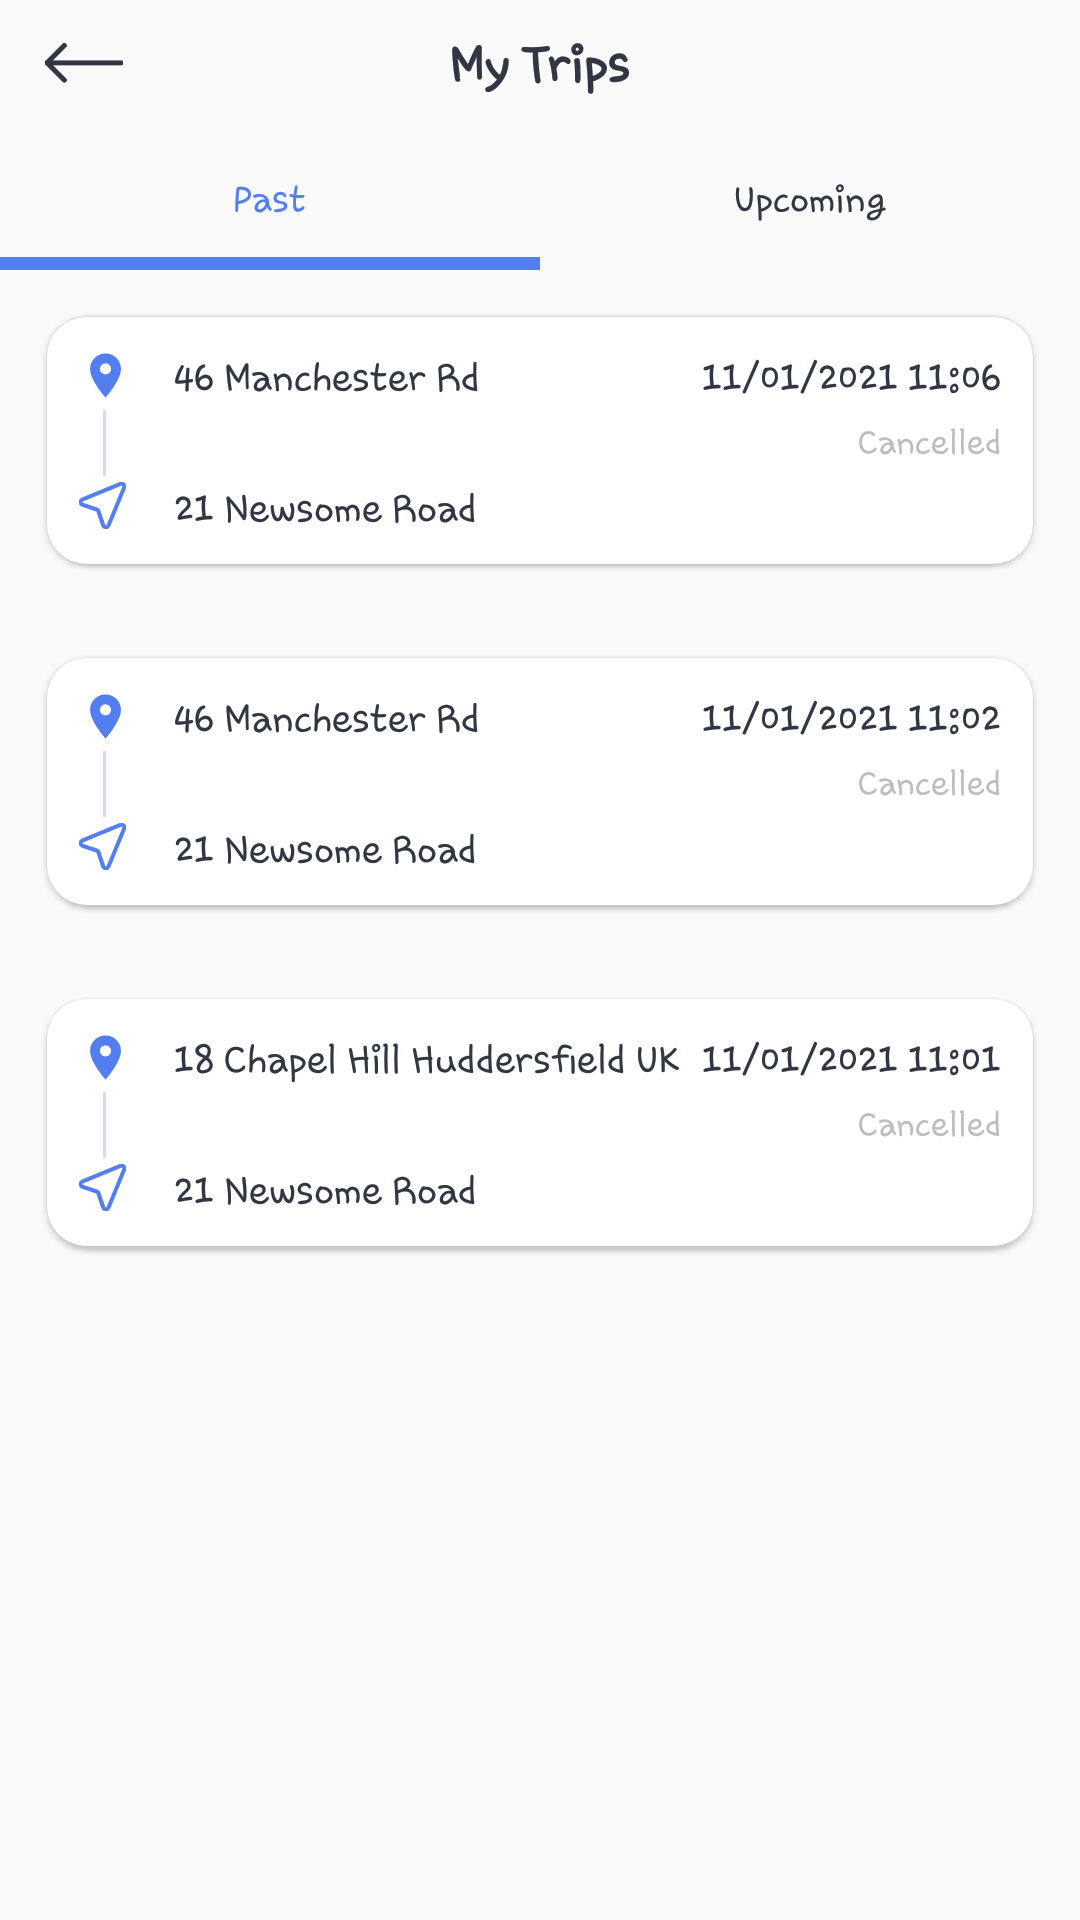 My Trips
Past Upcoming
46 Manchester Rd 11/01/2021 11:06
Cancelled
21 Newsome Road
46 Manchester Rd 11/01/2021 11:02
Cancelled
21 Newsome Road
18 Chapel Hill Huddersfield UK 11/01/2021 11:01
Cancelled
21 Newsome Road